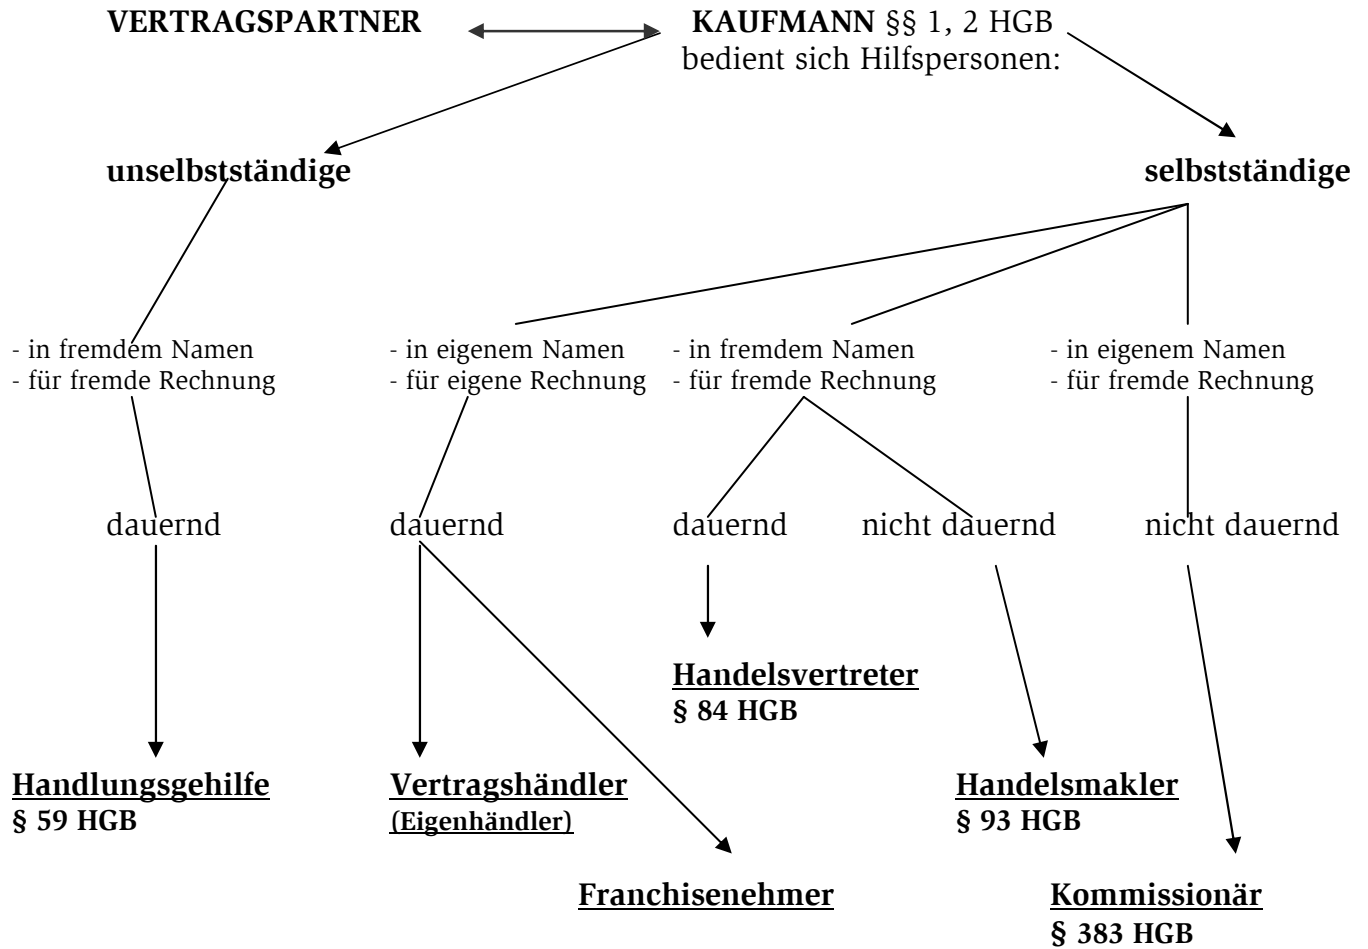 VERTRAGSPARTNER
KAUFMANN §§ 1, 2 HGB
bedient sich Hilfspersonen:
unselbstständige
selbstständige
- in fremdem Namen
- für fremde Rechnung
- in eigenem Namen
- für eigene Rechnung
- in fremdem Namen
- für fremde Rechnung
- in eigenem Namen
- für fremde Rechnung
dauernd
dauernd
dauernd
nicht dauernd
nicht dauernd
Handelsvertreter
§ 84 HGB
Handlungsgehilfe
§ 59 HGB
Vertragshändler
(Eigenhändler)
Handelsmakler
§ 93 HGB
Franchisenehmer
Kommissionär
§ 383 HGB